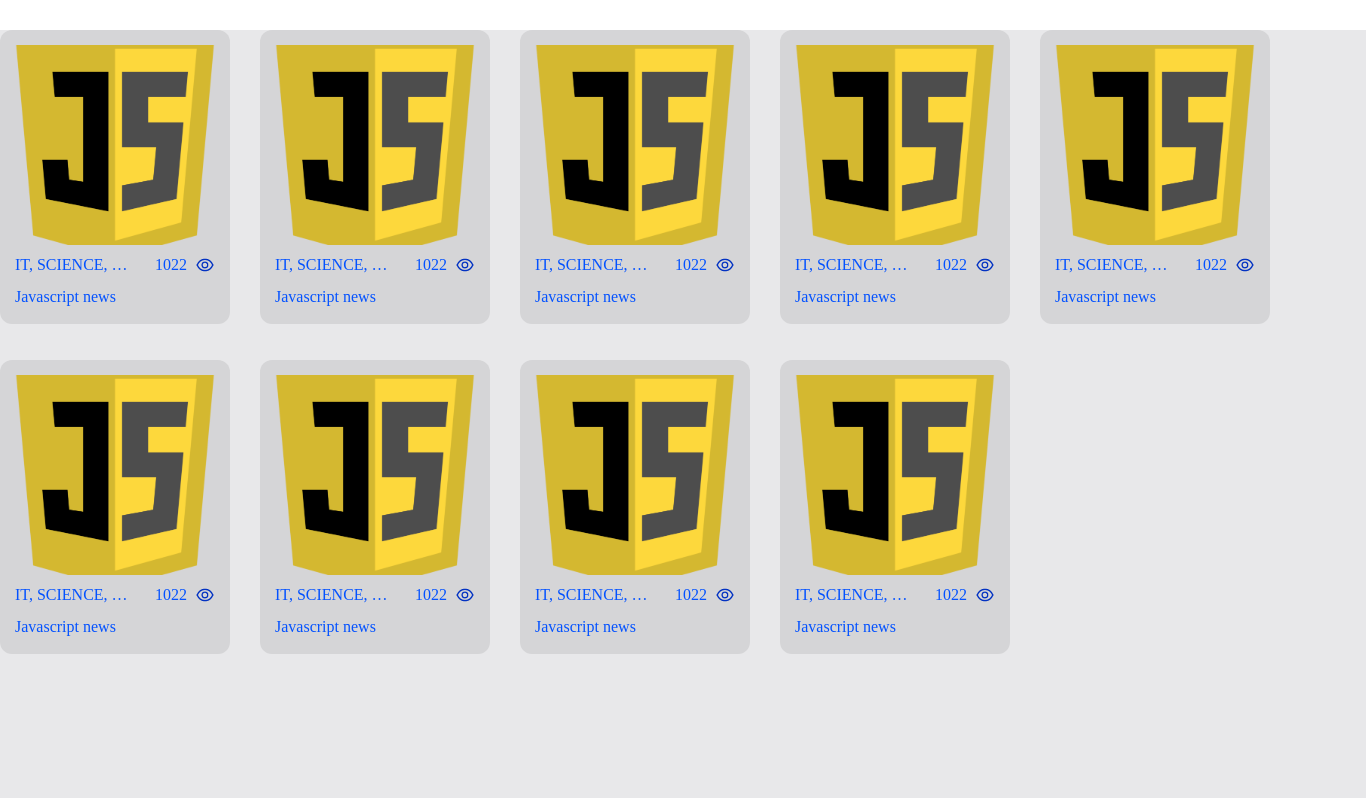 JS JS JS JS JS
IT, SCIENCE, … 1022 IT, SCIENCE, … 1022 IT, SCIENCE, … 1022 IT, SCIENCE, … 1022 IT, SCIENCE, … 1022
Javascript news Javascript news Javascript news Javascript news Javascript news
JS JS JS JS
IT, SCIENCE, … 1022 IT, SCIENCE, … 1022 IT, SCIENCE, … 1022 IT, SCIENCE, … 1022
Javascript news Javascript news Javascript news Javascript news